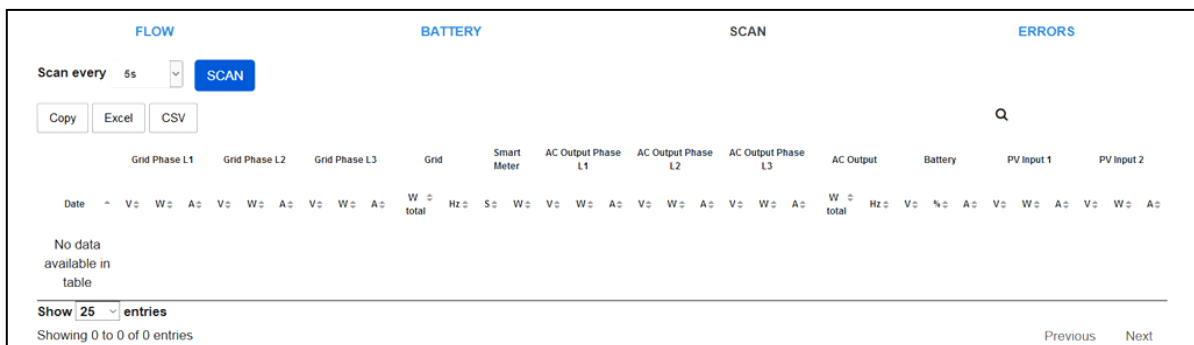 FLOW BATTERY SCAN ERRORS
Scan every 5s SCAN
Copy Excel CSV
Grid Phase L1 Grid Phase L2 Grid Phase L3 Grid Smart Meter AC Output Phase L1 AC Output Phase L2 AC Output Phase L3 AC Output Battery PV Input 1 PV Input 2
Date V W A V W A V W A W total Hz S W V W A V W A V W A W total Hz V % A V W A V W A
No data
available in
table
Show 25 entries
Showing 0 to 0 of 0 entries Previous Next